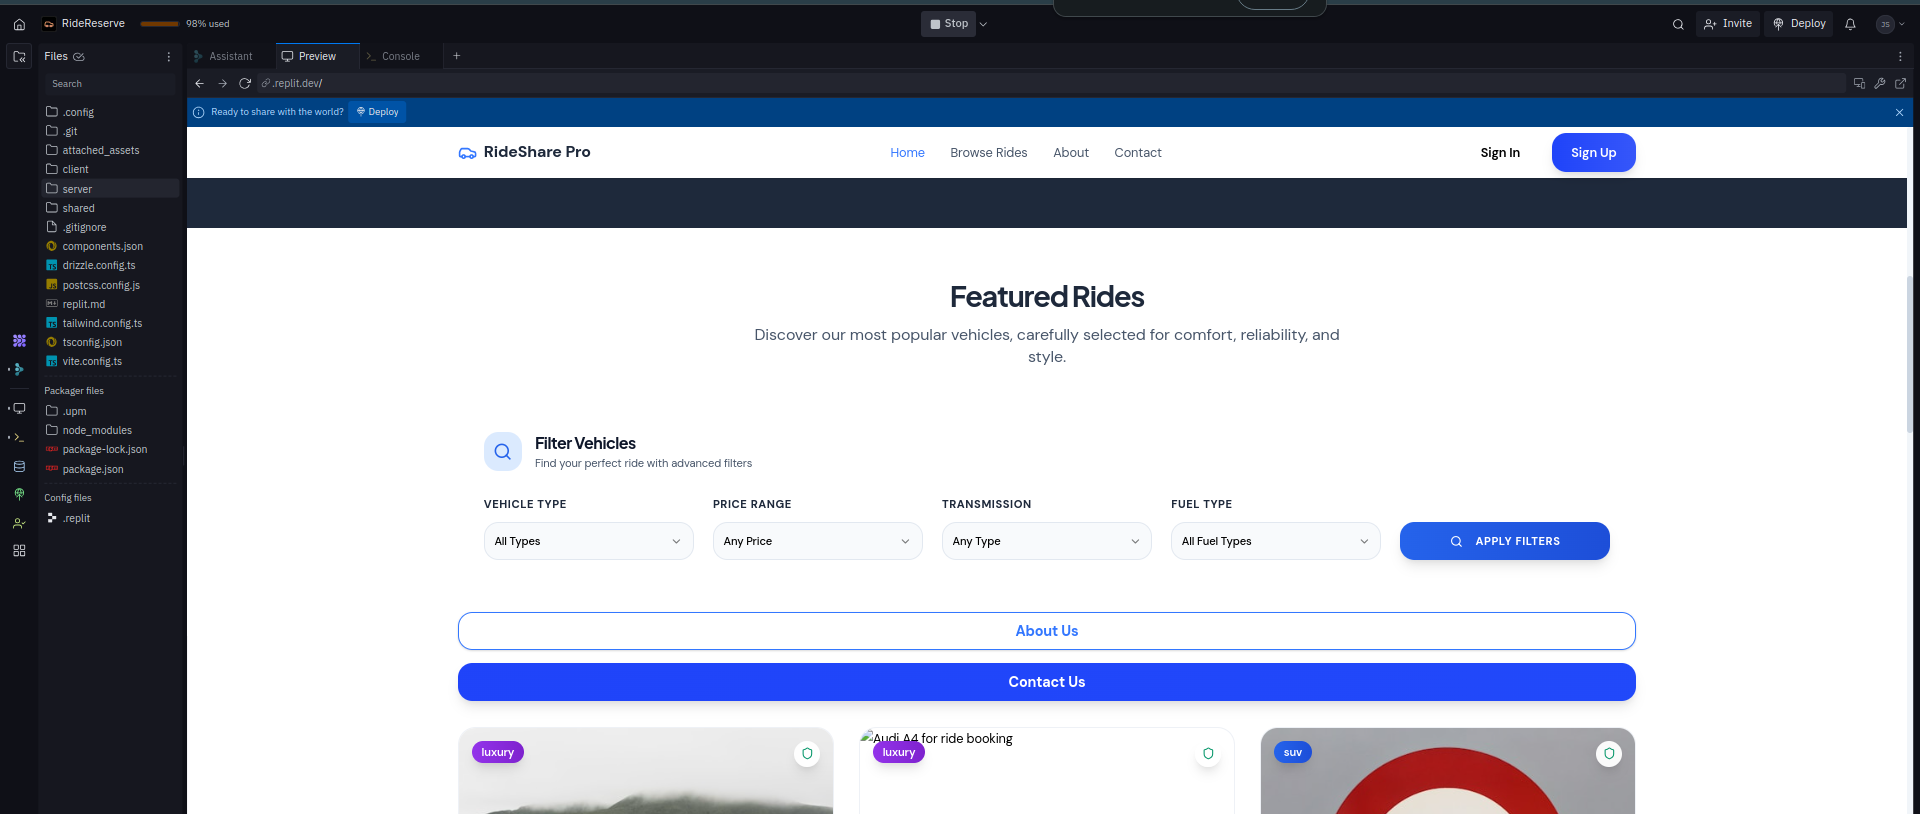 RideReserve
98% used
Stop
Invite
Deploy
JS
Files
Assistant
Preview
Console
Search
.replit.dev/
Ready to share with the world?
Deploy
.config
.git
attached_assets
client
server
shared
.gitignore
components.json
drizzle.config.ts
postcss.config.js
replit.md
tailwind.config.ts
tsconfig.json
vite.config.ts
Packager files
.upm
node_modules
package-lock.json
package.json
Config files
.replit
RideShare Pro
Home
Browse Rides
About
Contact
Sign In
Sign Up
Featured Rides
Discover our most popular vehicles, carefully selected for comfort, reliability, and
style.
Filter Vehicles
Find your perfect ride with advanced filters
VEHICLE TYPE
PRICE RANGE
TRANSMISSION
FUEL TYPE
All Types
Any Price
Any Type
All Fuel Types
APPLY FILTERS
About Us
Contact Us
luxury
Audi A4 for ride booking
luxury
suv